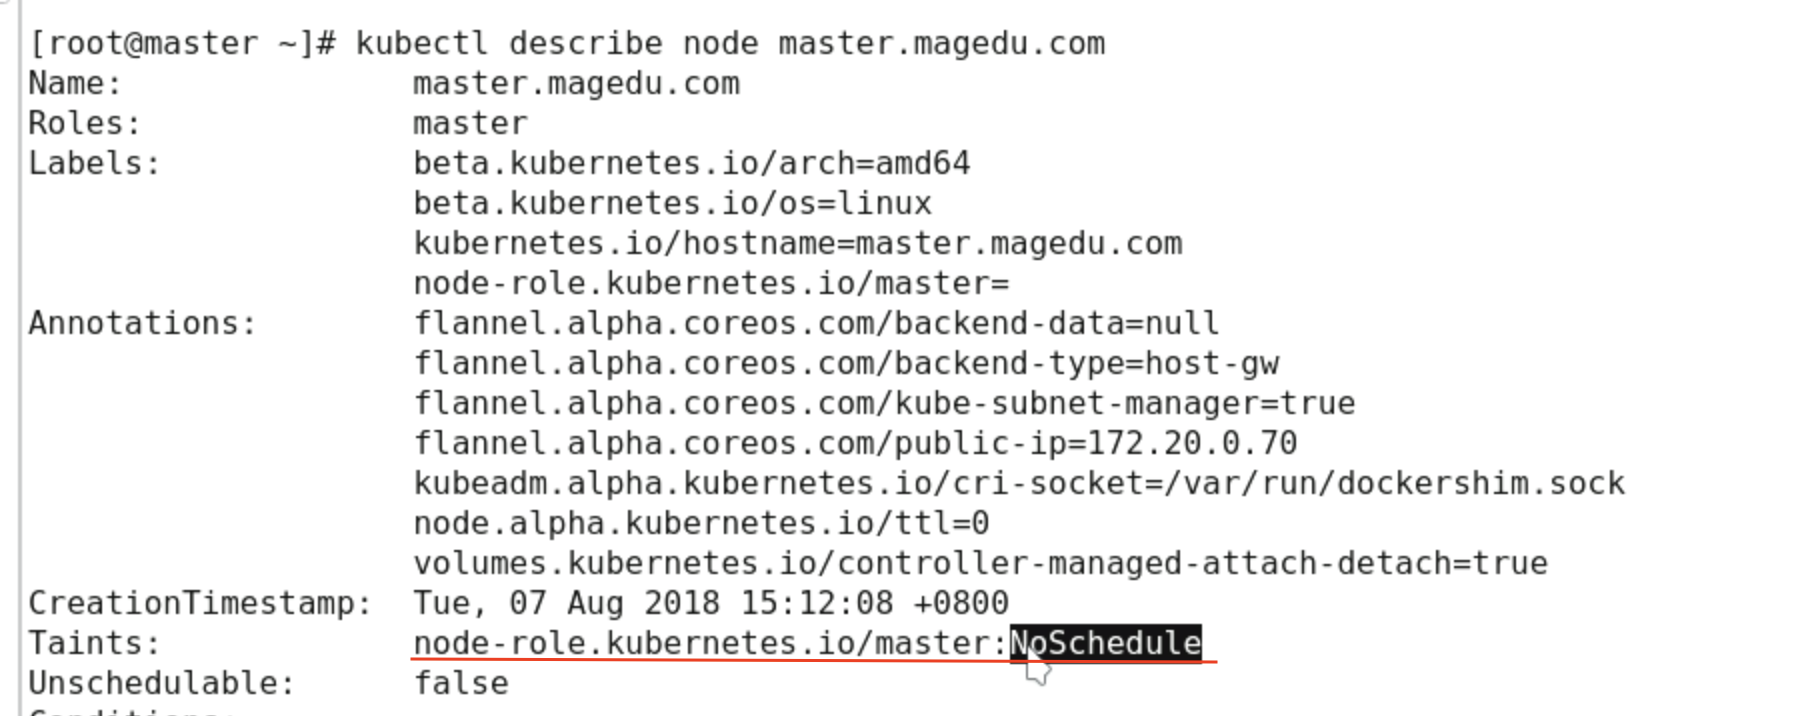 [root@master ~]# kubectl describe node master.magedu.com
Name:               master.magedu.com
Roles:              master
Labels:             beta.kubernetes.io/arch=amd64
                    beta.kubernetes.io/os=linux
                    kubernetes.io/hostname=master.magedu.com
                    node-role.kubernetes.io/master=
Annotations:        flannel.alpha.coreos.com/backend-data=null
                    flannel.alpha.coreos.com/backend-type=host-gw
                    flannel.alpha.coreos.com/kube-subnet-manager=true
                    flannel.alpha.coreos.com/public-ip=172.20.0.70
                    kubeadm.alpha.kubernetes.io/cri-socket=/var/run/dockershim.sock
                    node.alpha.kubernetes.io/ttl=0
                    volumes.kubernetes.io/controller-managed-attach-detach=true
CreationTimestamp:  Tue, 07 Aug 2018 15:12:08 +0800
Taints:             node-role.kubernetes.io/master:NoSchedule
Unschedulable:      false